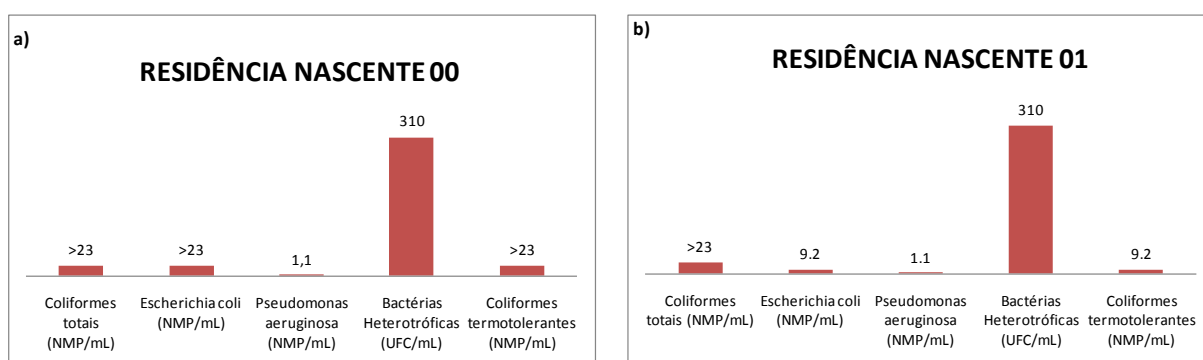 a)
RESIDÊNCIA NASCENTE 00
310
>23
>23
1,1
>23
Coliformes
totais
(NMP/mL)
Escherichia coli
(NMP/mL)
Pseudomonas
aeruginosa
(NMP/mL)
Bactérias
Heterotróficas
(UFC/mL)
Coliformes
termotolerantes
(NMP/mL)
b)
RESIDÊNCIA NASCENTE 01
310
>23
9.2
1.1
9.2
Coliformes
totais (NMP/mL)
Escherichia coli
(NMP/mL)
Pseudomonas
aeruginosa
(NMP/mL)
Bactérias
Heterotróficas
(UFC/mL)
Coliformes
termotolerantes
(NMP/mL)